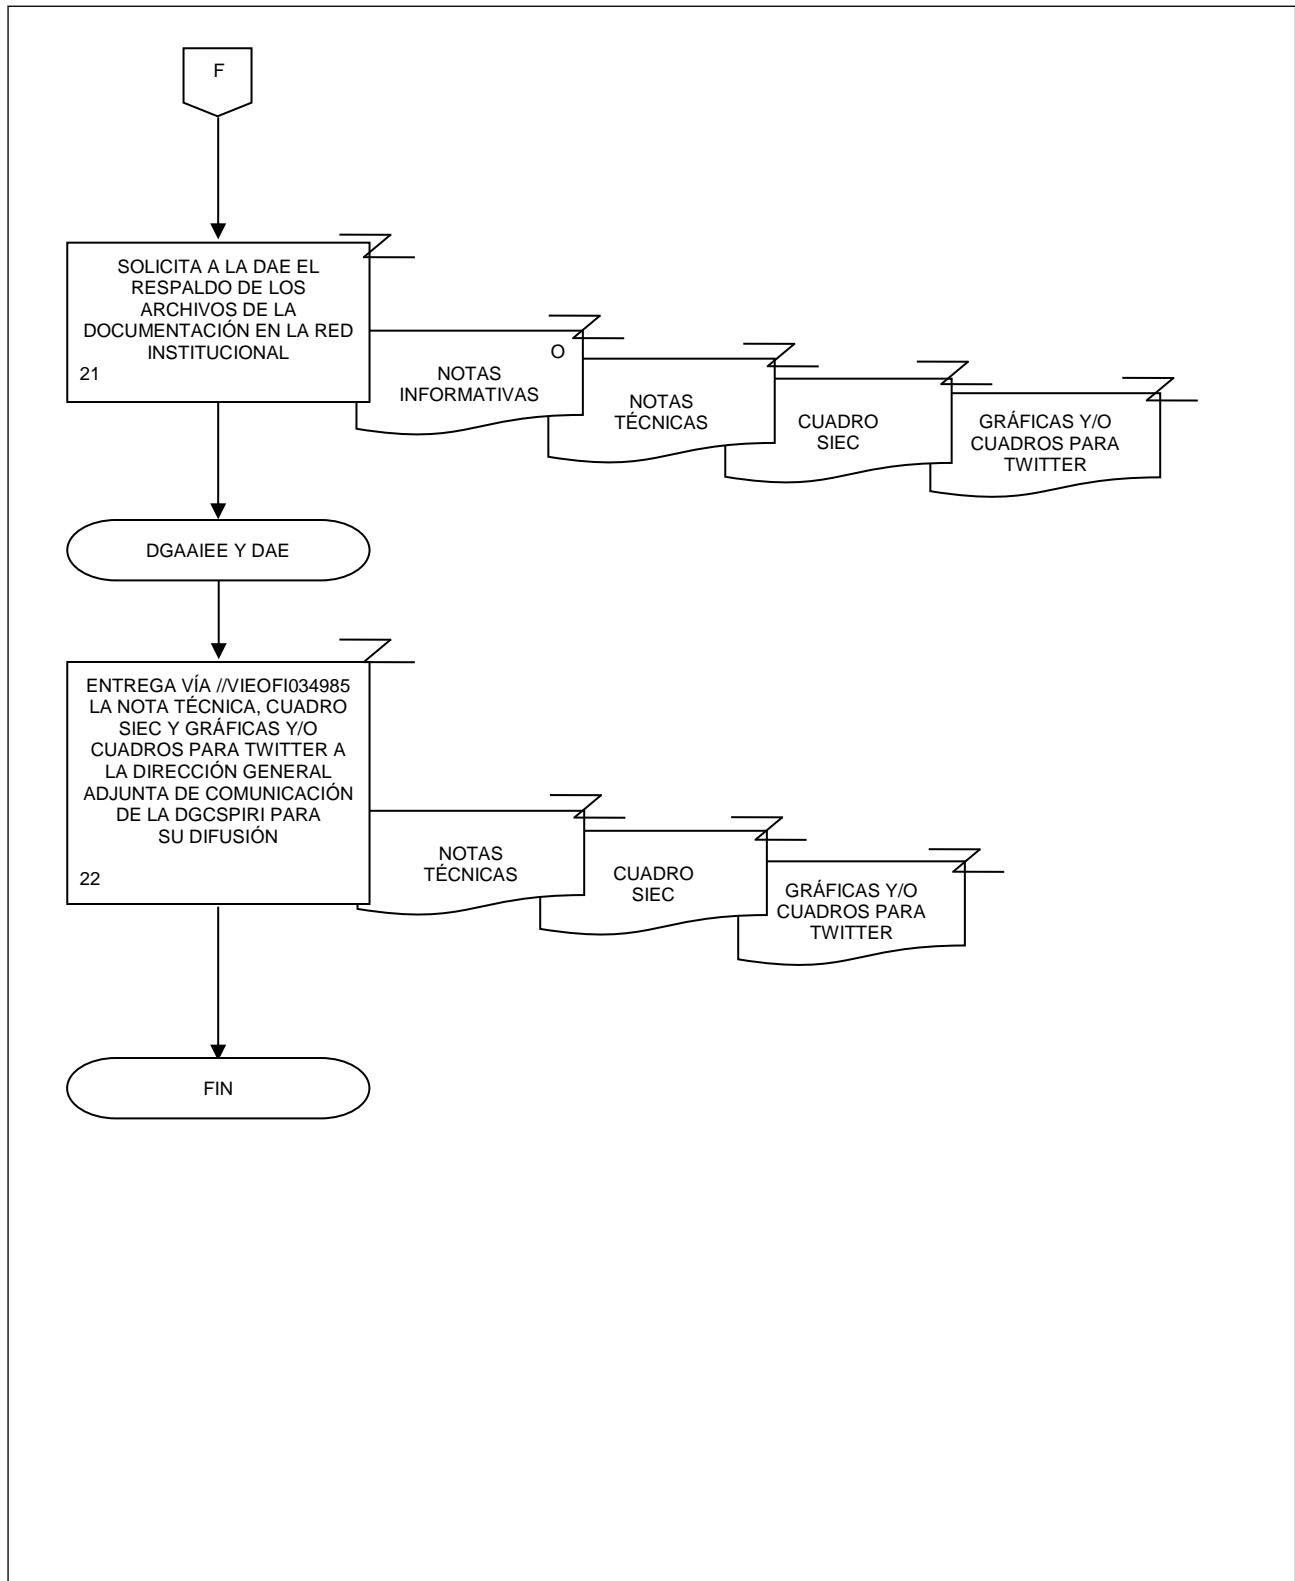 F
SOLICITA A LA DAE EL
RESPALDO DE LOS
ARCHIVOS DE LA
DOCUMENTACIÓN EN LA RED
INSTITUCIONAL
21
O
NOTAS
INFORMATIVAS
NOTAS
TÉCNICAS
CUADRO
SIEC
GRÁFICAS Y/O
CUADROS PARA
TWITTER
DGAAIEE Y DAE
ENTREGA VÍA //VIEOFI034985
LA NOTA TÉCNICA, CUADRO
SIEC Y GRÁFICAS Y/O
CUADROS PARA TWITTER A
LA DIRECCIÓN GENERAL
ADJUNTA DE COMUNICACIÓN
DE LA DGCSPIRI PARA
SU DIFUSIÓN
22
NOTAS
TÉCNICAS
CUADRO
SIEC
GRÁFICAS Y/O
CUADROS PARA
TWITTER
FIN